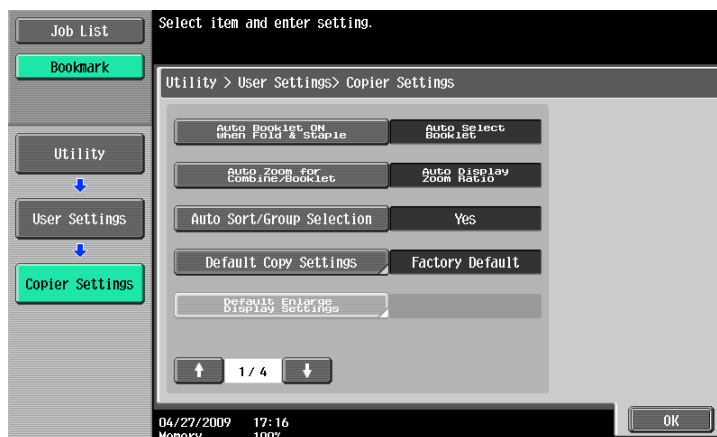 Job List
Select item and enter setting.
Bookmark
Utility > User Settings> Copier Settings
Auto Booklet ON
when Fold & Staple
Auto Select
Booklet
Utility
Auto Zoom for
Combine/Booklet
Auto Display
Zoom Ratio
User Settings
Auto Sort/Group Selection
Yes
Default Copy Settings
Factory Default
Copier Settings
Default Enlarge
Display Settings
1/ 4
04/27/2009 17:16
Memory 100%
OK